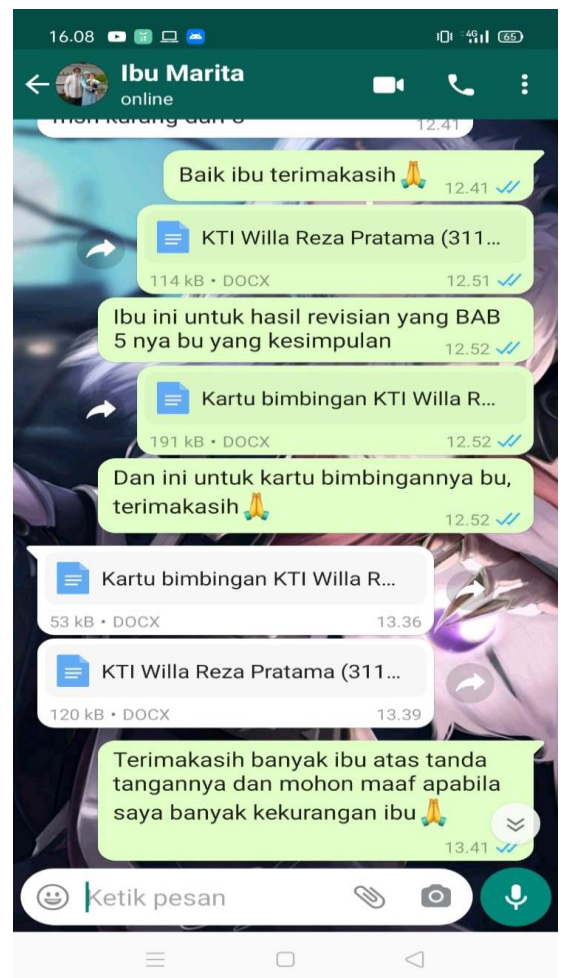 16.08
65
Ibu Marita
online
12.41
Baik ibu terimakasih🙏
12.41
KTI Willa Reza Pratama (311...
114 kB • DOCX
12.51
Ibu ini untuk hasil revisian yang BAB
5 nya bu yang kesimpulan
12.52
Kartu bimbingan KTI Willa R...
191 kB • DOCX
12.52
Dan ini untuk kartu bimbingannya bu,
terimakasih🙏
12.52
Kartu bimbingan KTI Willa R...
53 kB • DOCX
13.36
KTI Willa Reza Pratama (311...
120 kB • DOCX
13.39
Terimakasih banyak ibu atas tanda
tangannya dan mohon maaf apabila
saya banyak kekurangan ibu🙏
13.41
Ketik pesan